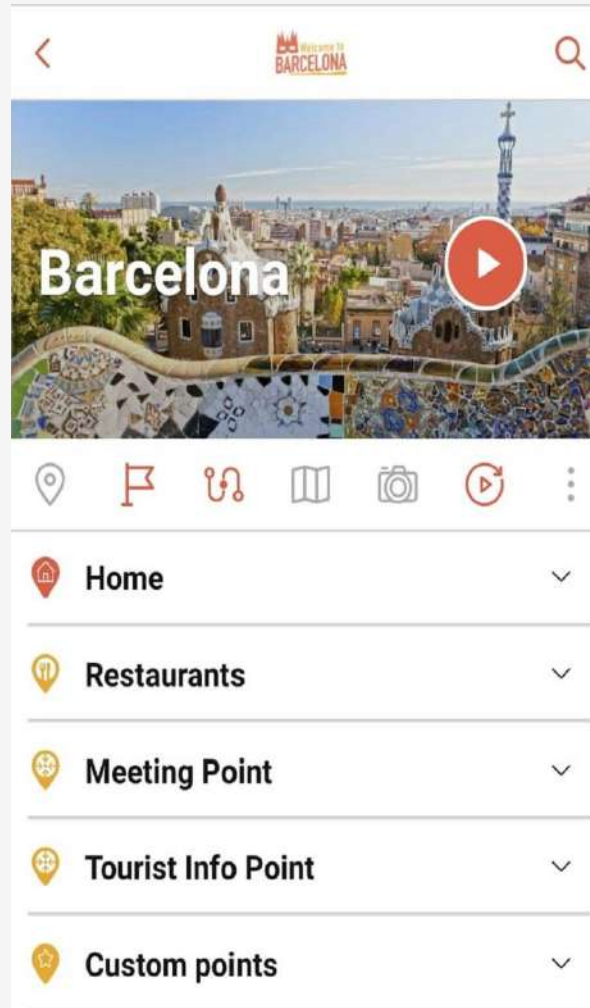 Welcome to
BARCELONA
Barcelona
Home
Restaurants
Meeting Point
Tourist Info Point
Custom points